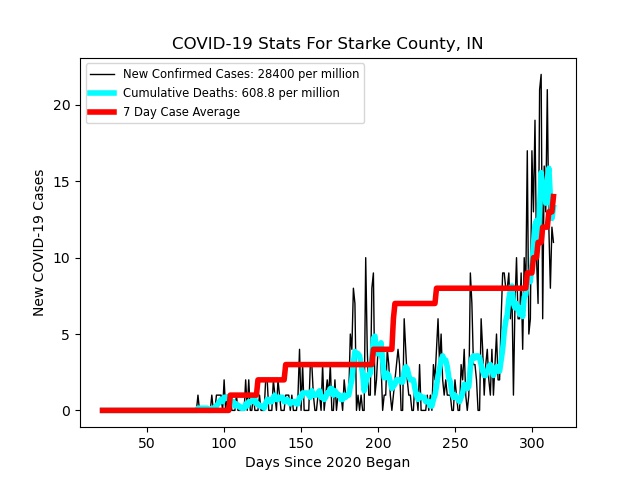 COVID-19 Stats For Starke County, IN
New Confirmed Cases: 28400 per million
Cumulative Deaths: 608.8 per million
7 Day Case Average
New COVID-19 Cases
20
15
10
5
0
50 100 150 200 250 300
Days Since 2020 Began